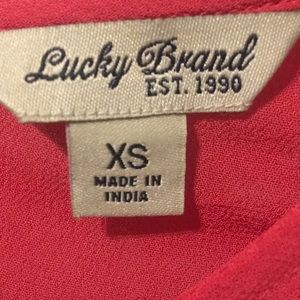 Lucky Brand
EST. 1990
XS
MADE IN
INDIA